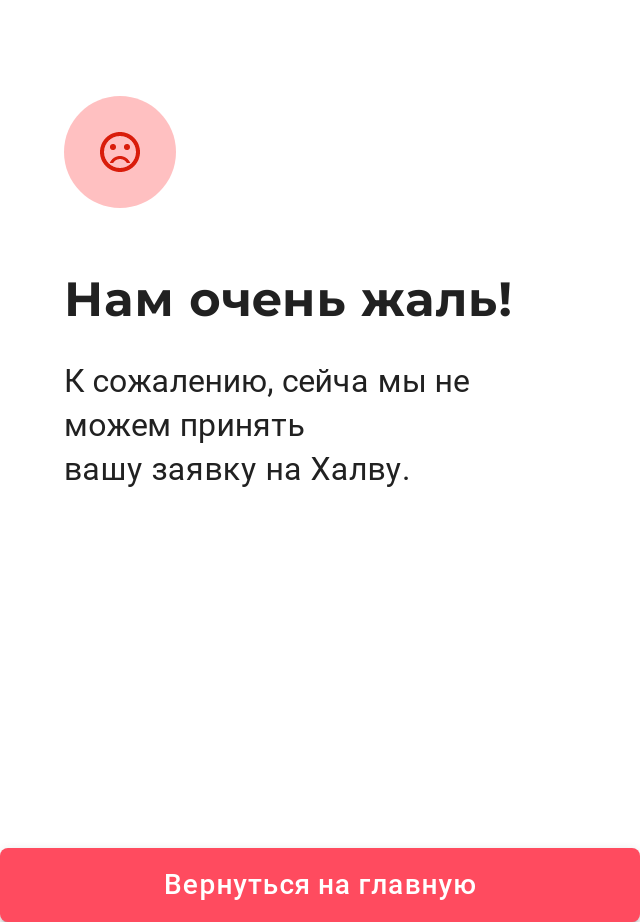 Нам очень жаль!
К сожалению, сейча мы не
можем принять
вашу заявку на Халву.
Вернуться на главную